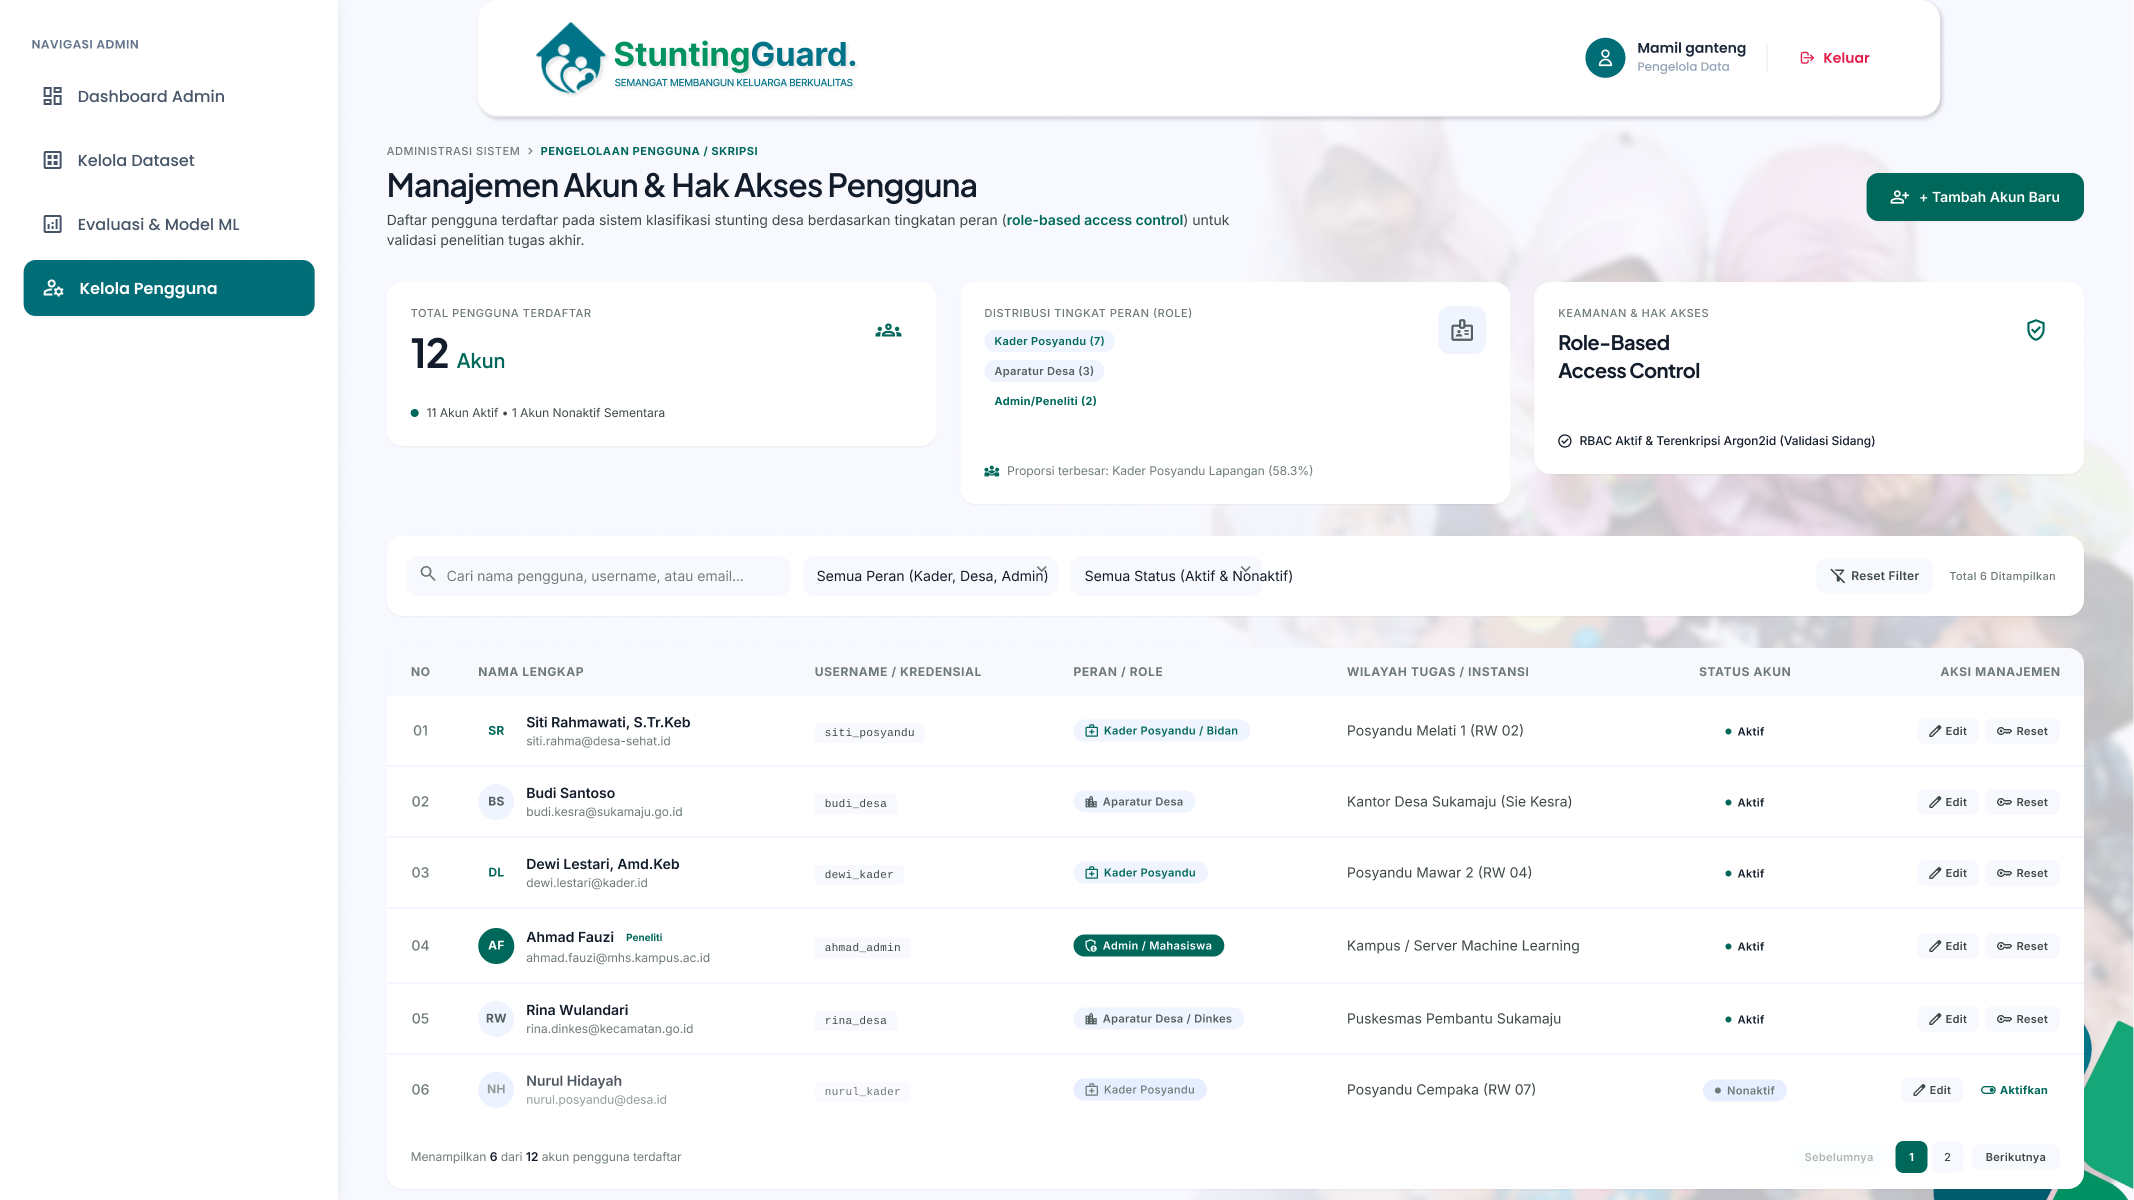 NAVIGASI ADMIN
Dashboard Admin
Kelola Dataset
Evaluasi & Model ML
Kelola Pengguna
StuntingGuard.
SEMANGAT MEMBANGUN KELUARGA BERKUALITAS
Mamil ganteng
Pengelola Data
Keluar
ADMINISTRASI SISTEM > PENGELOLAAN PENGGUNA / SKRIPSI
Manajemen Akun & Hak Akses Pengguna
Daftar pengguna terdaftar pada sistem klasifikasi stunting desa berdasarkan tingkatan peran (role-based access control) untuk
validasi penelitian tugas akhir.
+ Tambah Akun Baru
TOTAL PENGGUNA TERDAFTAR
12 Akun
11 Akun Aktif • 1 Akun Nonaktif Sementara
DISTRIBUSI TINGKAT PERAN (ROLE)
Kader Posyandu (7)
Aparatur Desa (3)
Admin/Peneliti (2)
Proporsi terbesar: Kader Posyandu Lapangan (58.3%)
KEAMANAN & HAK AKSES
Role-Based
Access Control
RBAC Aktif & Terenkripsi Argon2id (Validasi Sidang)
Cari nama pengguna, username, atau email...
Semua Peran (Kader, Desa, Admin)
Semua Status (Aktif & Nonaktif)
Reset Filter
Total 6 Ditampilkan
NO NAMA LENGKAP USERNAME / KREDENSIAL PERAN / ROLE WILAYAH TUGAS / INSTANSI STATUS AKUN AKSI MANAJEMEN
01 SR Siti Rahmawati, S.Tr.Keb siti_posyandu Kader Posyandu / Bidan Posyandu Melati 1 (RW 02) Aktif Edit Reset
siti.rahma@desa-sehat.id
02 BS Budi Santoso budi_desa Aparatur Desa Kantor Desa Sukamaju (Sie Kesra) Aktif Edit Reset
budi.kesra@sukamaju.go.id
03 DL Dewi Lestari, Amd.Keb dewi_kader Kader Posyandu Posyandu Mawar 2 (RW 04) Aktif Edit Reset
dewi.lestari@kader.id
04 AF Ahmad Fauzi Peneliti ahmad_admin Admin / Mahasiswa Kampus / Server Machine Learning Aktif Edit Reset
ahmad.fauzi@mhs.kampus.ac.id
05 RW Rina Wulandari rina_desa Aparatur Desa / Dinkes Puskesmas Pembantu Sukamaju Aktif Edit Reset
rina.dinkes@kecamatan.go.id
06 NH Nurul Hidayah nurul_kader Kader Posyandu Posyandu Cempaka (RW 07) Nonaktif Edit Aktifkan
nurul.posyandu@desa.id
Menampilkan 6 dari 12 akun pengguna terdaftar
Sebelumnya 1 2 Berikutnya